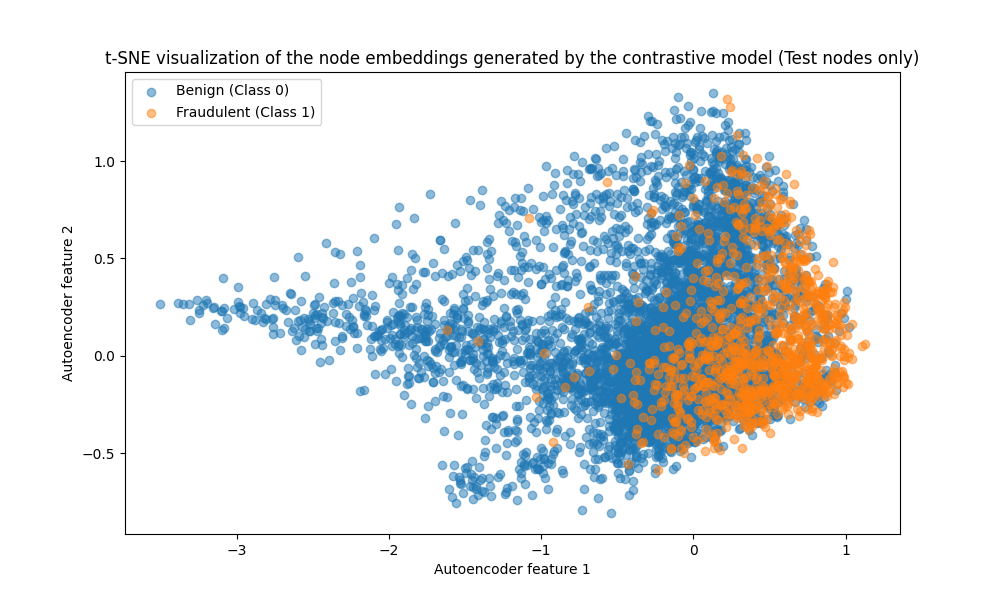 t-SNE visualization of the node embeddings generated by the contrastive model (Test nodes only)
Benign (Class 0)
Fraudulent (Class 1)
1.0
0.5
0.0
−0.5
Autoencoder feature 2
−3 −2 −1 0 1
Autoencoder feature 1